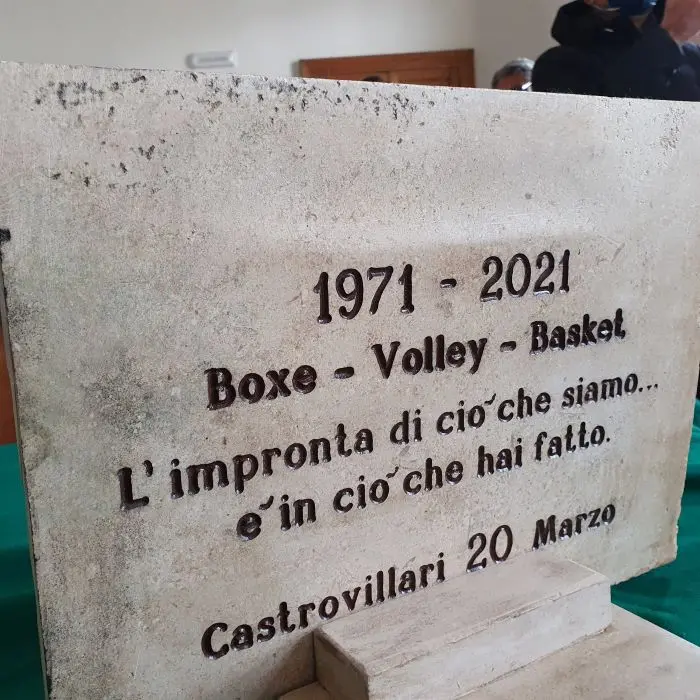 1971 - 2021
Boxe - Volley - Basket
L'impronta di cio´che siamo...
e´in cio´che hai fatto.
Castrovillari 20 Marzo